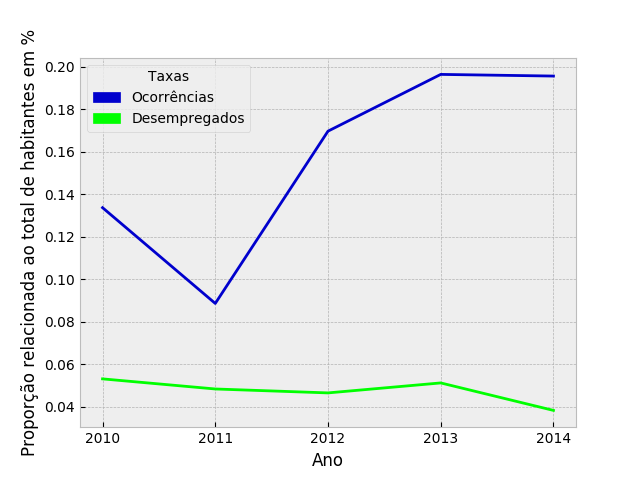 Proporção relacionada ao total de habitantes em %
0.20
0.18
0.16
0.14
0.12
0.10
0.08
0.06
0.04
Taxas
Ocorrências
Desempregados
2010 2011 2012 2013 2014
Ano